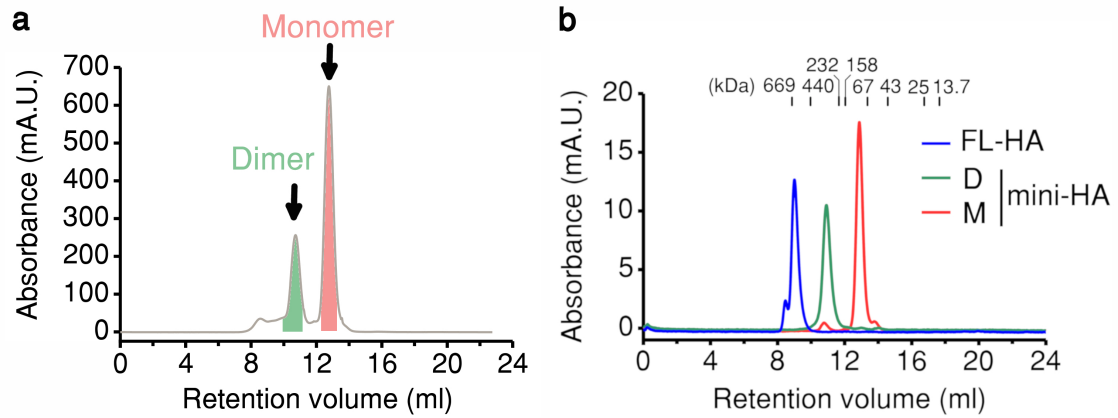 a
Monomer
Dimer
700
600
500
400
300
200
100
0
Absorbance (mA.U.)
0 4 8 12 16 20 24
Retention volume (ml)
b
232 158
(kDa) 669 440 67 43 25 13.7
20
15
10
5
0
Absorbance (mA.U.)
FL-HA
D
M
mini-HA
0 4 8 12 16 20 24
Retention volume (ml)